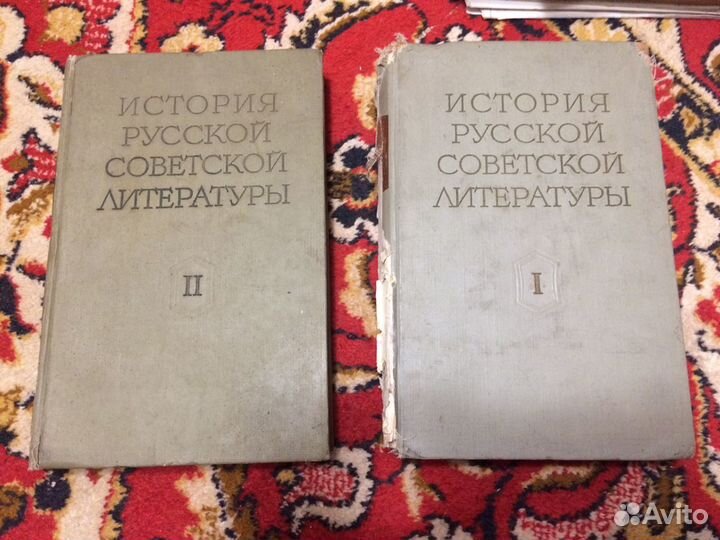 ИСТОРИЯ
РУССКОЙ
СОВЕТСКОЙ
ЛИТЕРАТУРЫ
II
ИСТОРИЯ
РУССКОЙ
СОВЕТСКОЙ
ЛИТЕРАТУРЫ
I
Avito